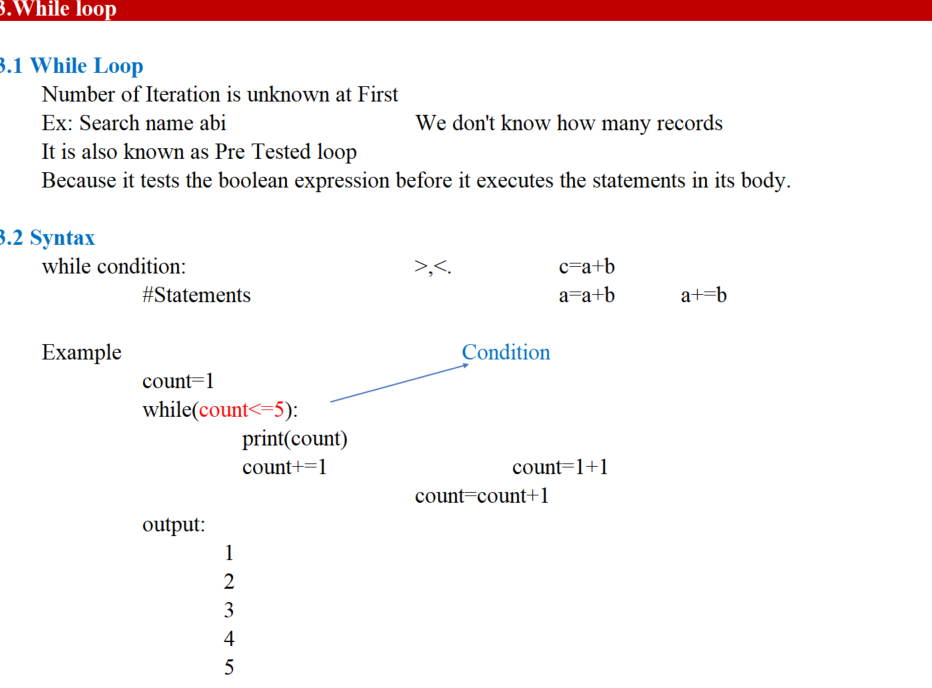 3.While loop
3.1 While Loop
Number of Iteration is unknown at First
Ex: Search name abi We don't know how many records
It is also known as Pre Tested loop
Because it tests the boolean expression before it executes the statements in its body.
3.2 Syntax
while condition: >,<. c=a+b
#Statements a=a+b a+=b
Example Condition
count=1
while(count<=5):
print(count)
count+=1 count=1+1
count=count+1
output:
1
2
3
4
5